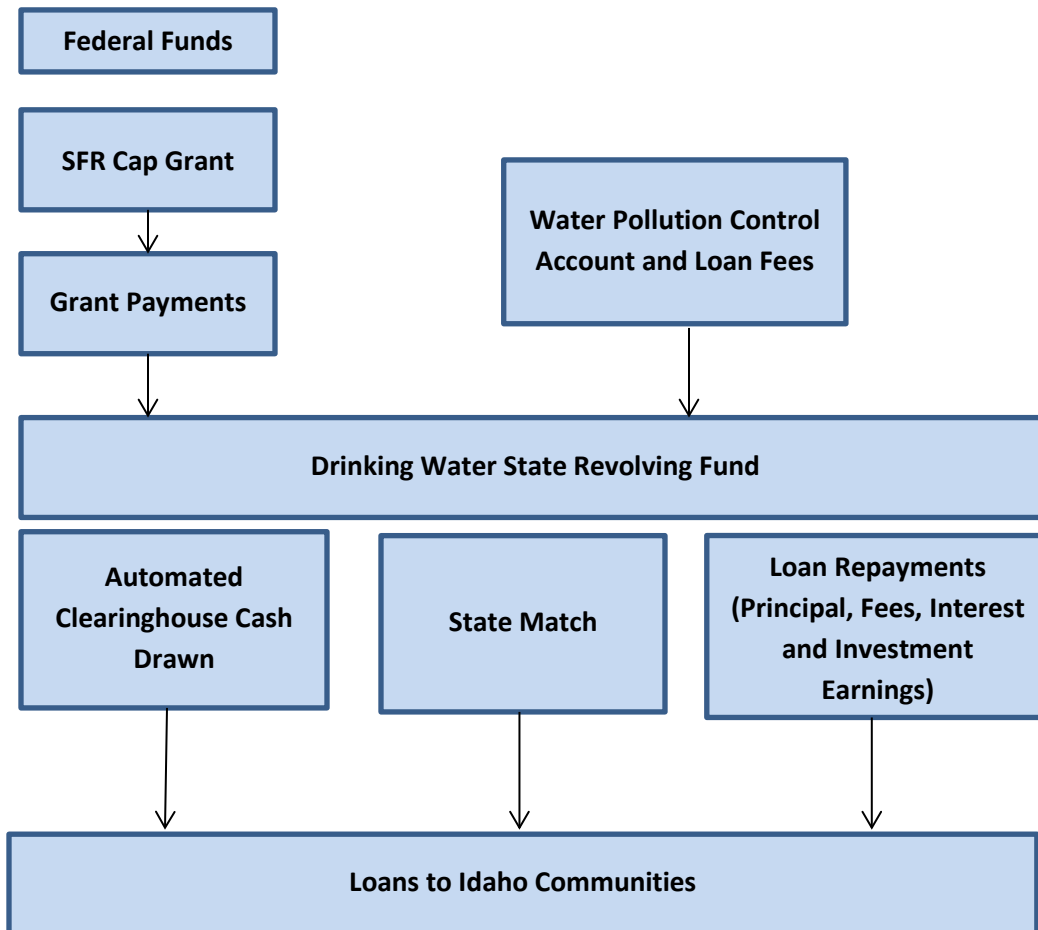 Federal Funds
SFR Cap Grant
Water Pollution Control
Account and Loan Fees
Grant Payments
Drinking Water State Revolving Fund
Automated
Clearinghouse Cash
Drawn
State Match
Loan Repayments
(Principal, Fees, Interest
and Investment
Earnings)
Loans to Idaho Communities